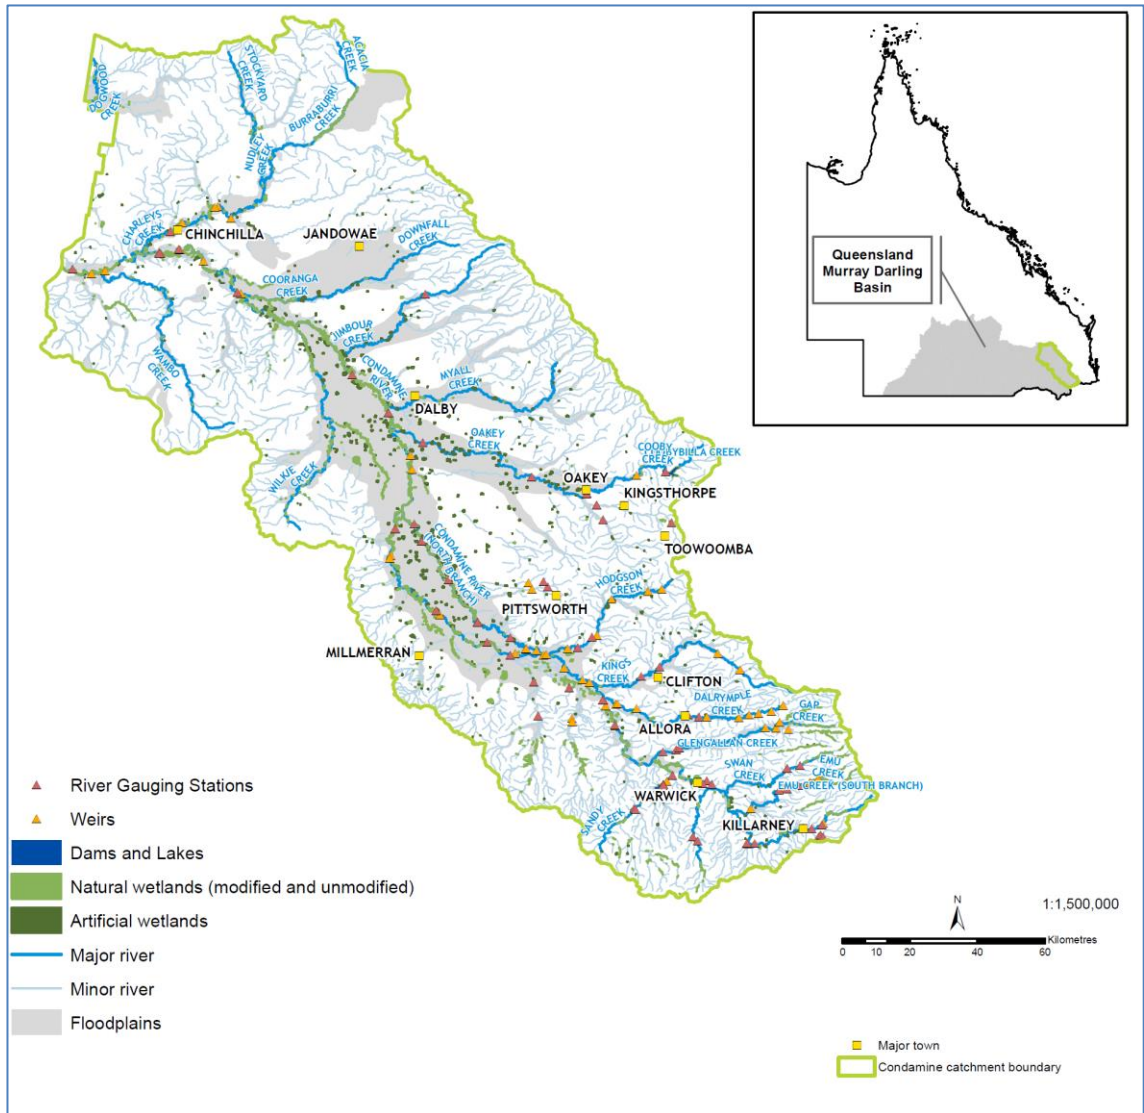 ACACIA
CREEK
STOCKYARD
CREEK
DOGWOOD
CREEK
BURRABURRI
CREEK
NUDLEY
CREEK
CHARLEYS
CREEK
CHINCHILLA
JANDOWAE
DOWNFALL
CREEK
COORANGA
CREEK
JIMBOUR
CREEK
WAMBO
CREEK
CONDAMINE
RIVER
MYALL
CREEK
DALBY
OAKEY
CREEK
COOBY
CREEK
CREEK
WILKIE
CREEK
OAKEY
KINGSTHORPE
TOOWOOMBA
CONDAMINE RIVER
(NORTH BRANCH)
HODGSON
CREEK
PITTSWORTH
MILLMERRAN
KINGS
CREEK
CLIFTON
DALRYMPLE
CREEK
GAP
CREEK
ALLORA
GLENGALLAN CREEK
SWAN
CREEK
EMU
CREEK
EMU CREEK (SOUTH BRANCH)
WARWICK
KILLARNEY
SANDY
CREEK
Queensland
Murray Darling
Basin
River Gauging Stations
Weirs
Dams and Lakes
Natural wetlands (modified and unmodified)
Artificial wetlands
Major river
Minor river
Floodplains
N
1:1,500,000
Kilometres
0 10 20 40 60
Major town
Condamine catchment boundary